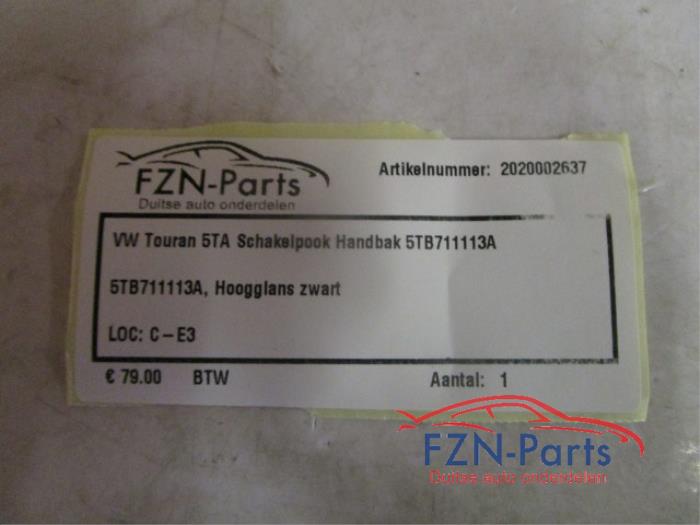 FZN-Parts
Duitse auto onderdelen
Artikelnummer: 2020002637
VW Touran 5TA Schakelpook Handbak 5TB711113A
5TB711113A, Hoogglans zwart
LOC: C-E3
€ 79.00 BTW Aantal: 1
FZN-Parts
Duitse auto onderdelen